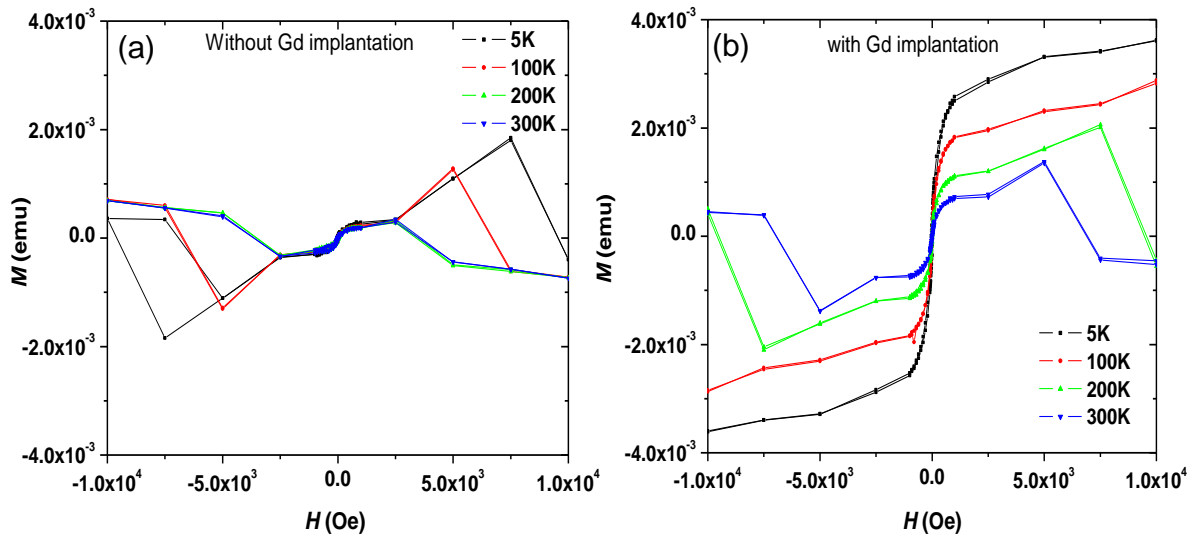 (a)
Without Gd implantation
5K
100K
200K
300K
4.0x10⁻³
2.0x10⁻³
0.0
-2.0x10⁻³
-4.0x10⁻³
M (emu)
-1.0x10⁴
-5.0x10³
0.0
5.0x10³
1.0x10⁴
H (Oe)
(b)
with Gd implantation
5K
100K
200K
300K
4.0x10⁻³
2.0x10⁻³
0.0
-2.0x10⁻³
-4.0x10⁻³
M (emu)
-1.0x10⁴
-5.0x10³
0.0
5.0x10³
1.0x10⁴
H (Oe)